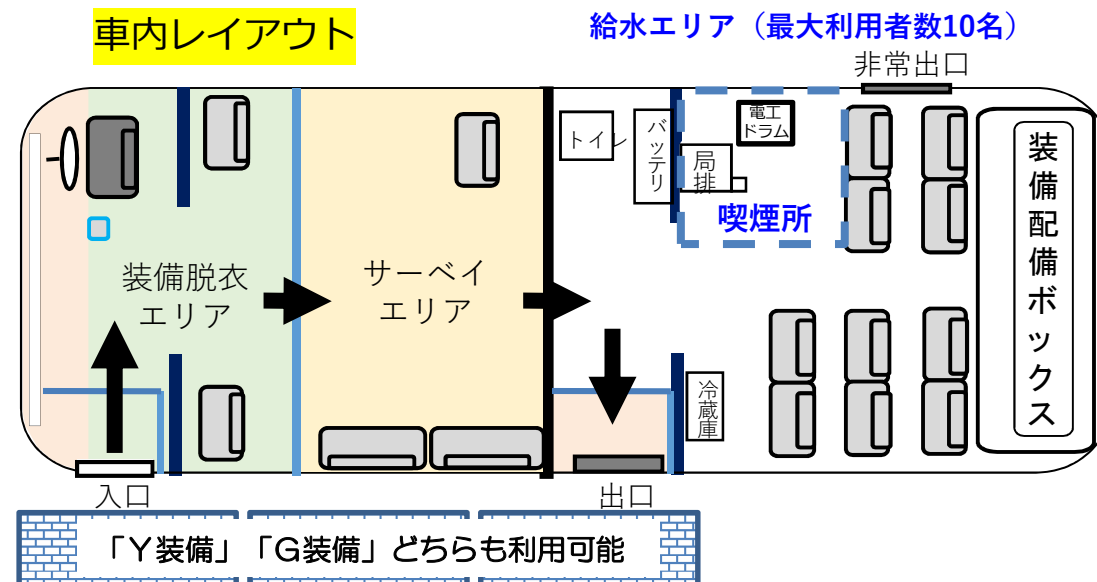 車内レイアウト
給水エリア（最大利用者数10名）
非常出口
トイレ
バッテリ
局排
電工
ドラム
喫煙所
装備配備ボックス
装備脱衣
エリア
サーベイ
エリア
冷蔵庫
入口
出口
「Y装備」「G装備」どちらも利用可能